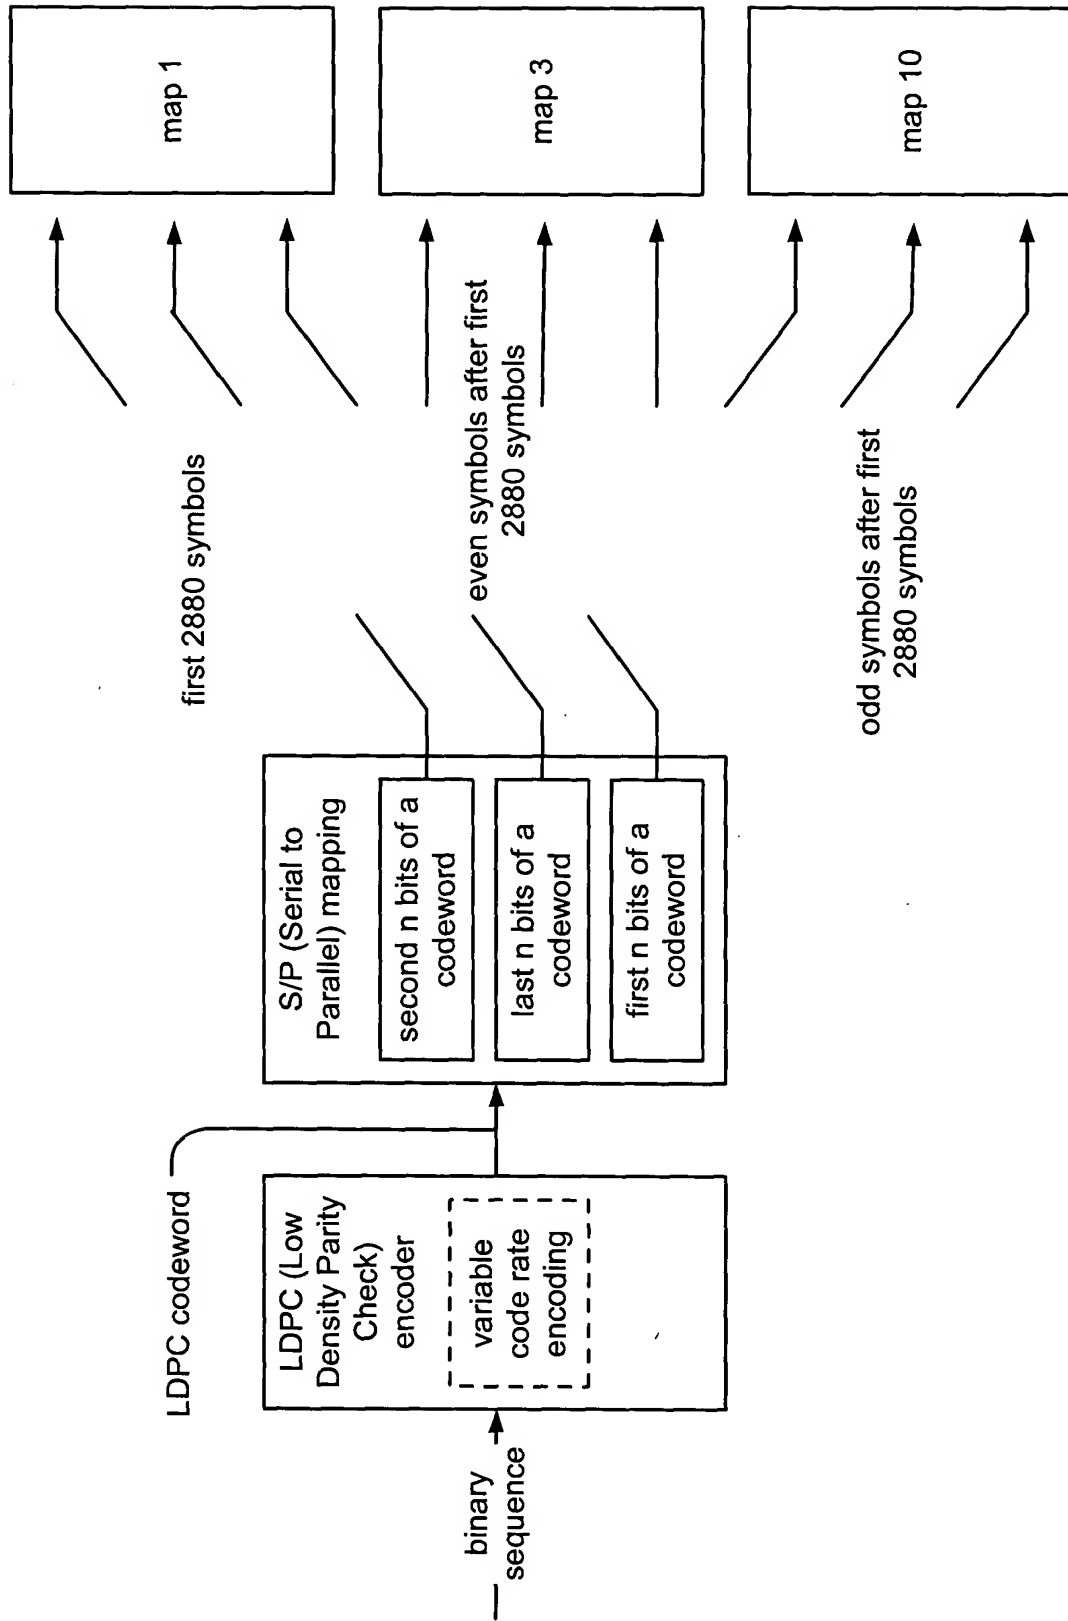 binary
sequence
LDPC codeword
LDPC (Low
Density Parity
Check)
encoder
variable
code rate
encoding
S/P (Serial to
Parallel) mapping
second n bits of a
codeword
last n bits of a
codeword
first n bits of a
codeword
first 2880 symbols
even symbols after first
2880 symbols
odd symbols after first
2880 symbols
map 1
map 3
map 10